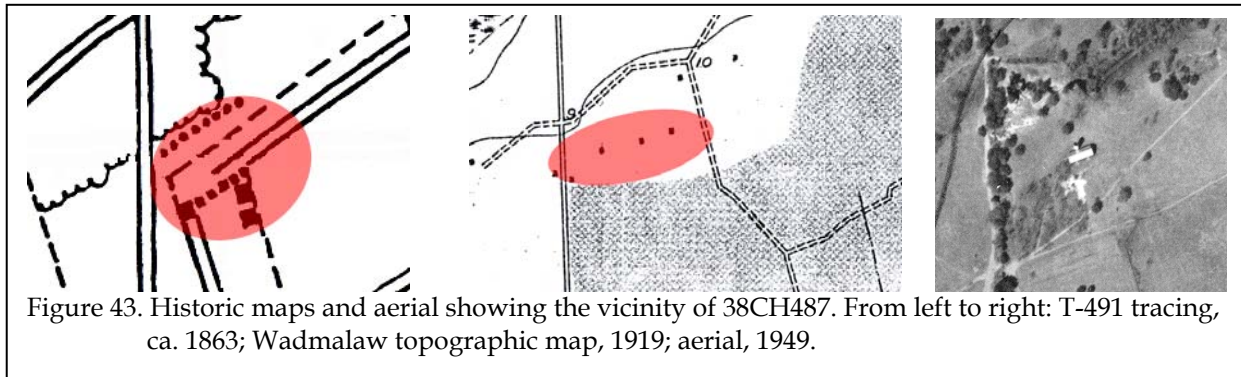 9
10
Figure 43. Historic maps and aerial showing the vicinity of 38CH487. From left to right: T-491 tracing,
ca. 1863; Wadmalaw topographic map, 1919; aerial, 1949.